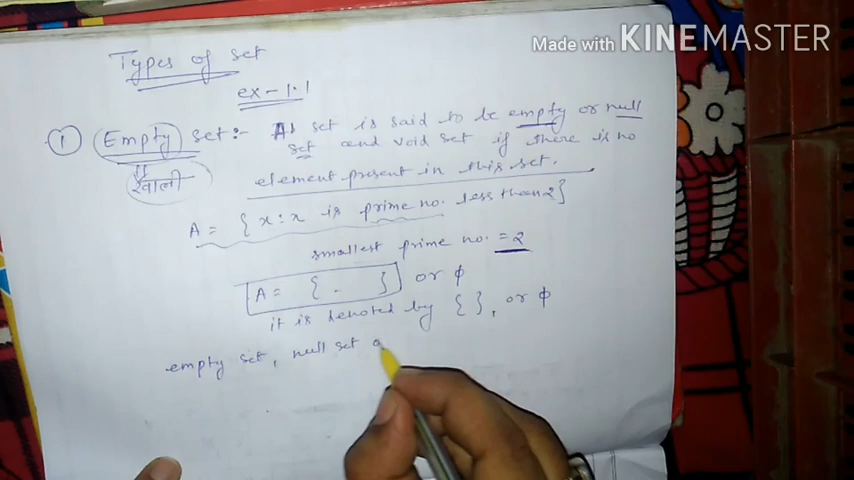 Made with KINEMASTER
Types of set
ex-1.1
① Empty set:- A set is said to be empty or null
set and void set if there is no
element present in this set.
खाली
A = { x : x is prime no. less than 2}
smallest prime no. = 2
A = { . } or ϕ
it is denoted by { }, or ϕ
empty set, null set o